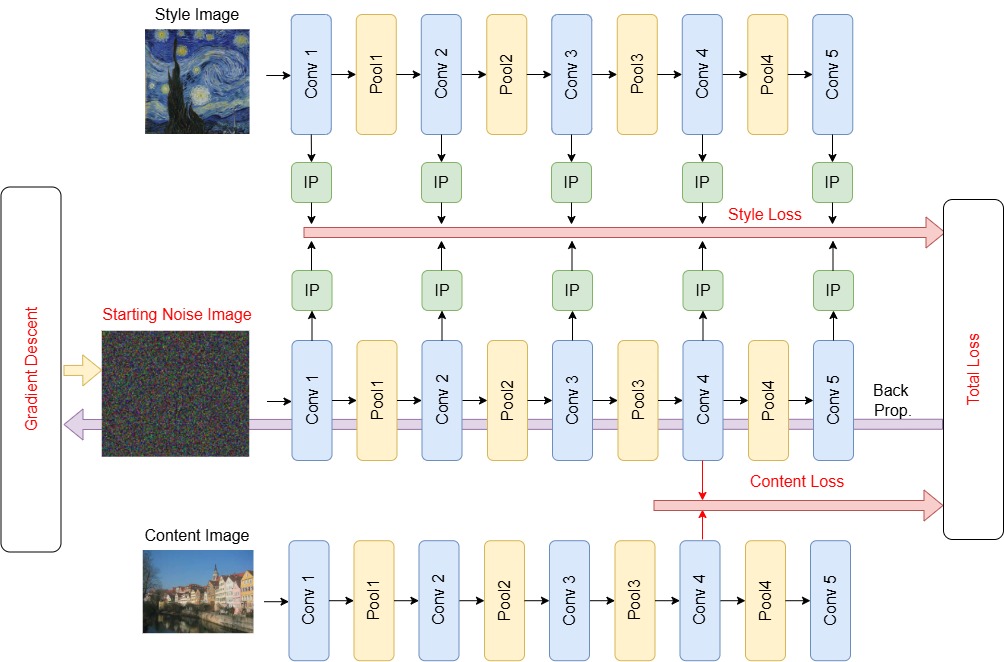 Style Image
Conv 1
Pool1
Conv 2
Pool2
Conv 3
Pool3
Conv 4
Pool4
Conv 5
IP
IP
IP
IP
IP
Style Loss
IP
IP
IP
IP
IP
Gradient Descent
Starting Noise Image
Conv 1
Pool1
Conv 2
Pool2
Conv 3
Pool3
Conv 4
Pool4
Conv 5
Back
Prop.
Total Loss
Content Loss
Content Image
Conv 1
Pool1
Conv 2
Pool2
Conv 3
Pool3
Conv 4
Pool4
Conv 5